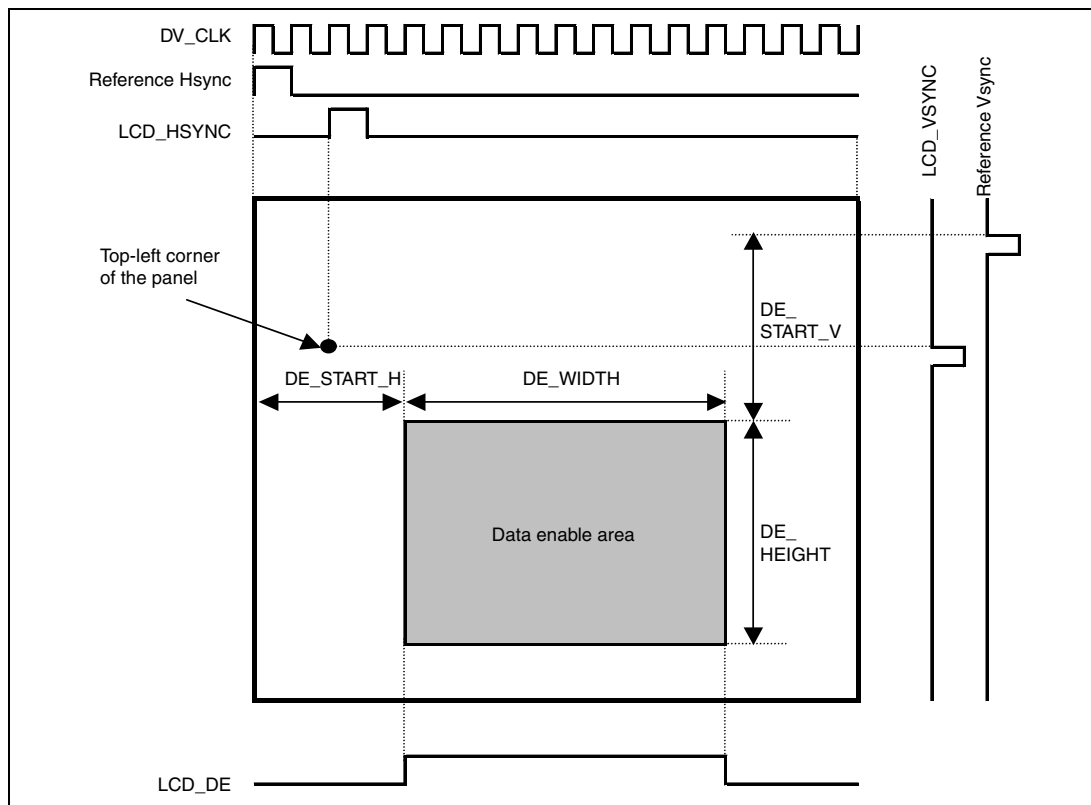 DV_CLK
Reference Hsync
LCD_HSYNC
LCD_VSYNC
Reference Vsync
Top-left corner
of the panel
DE_
START_V
DE_START_H
DE_WIDTH
Data enable area
DE_
HEIGHT
LCD_DE